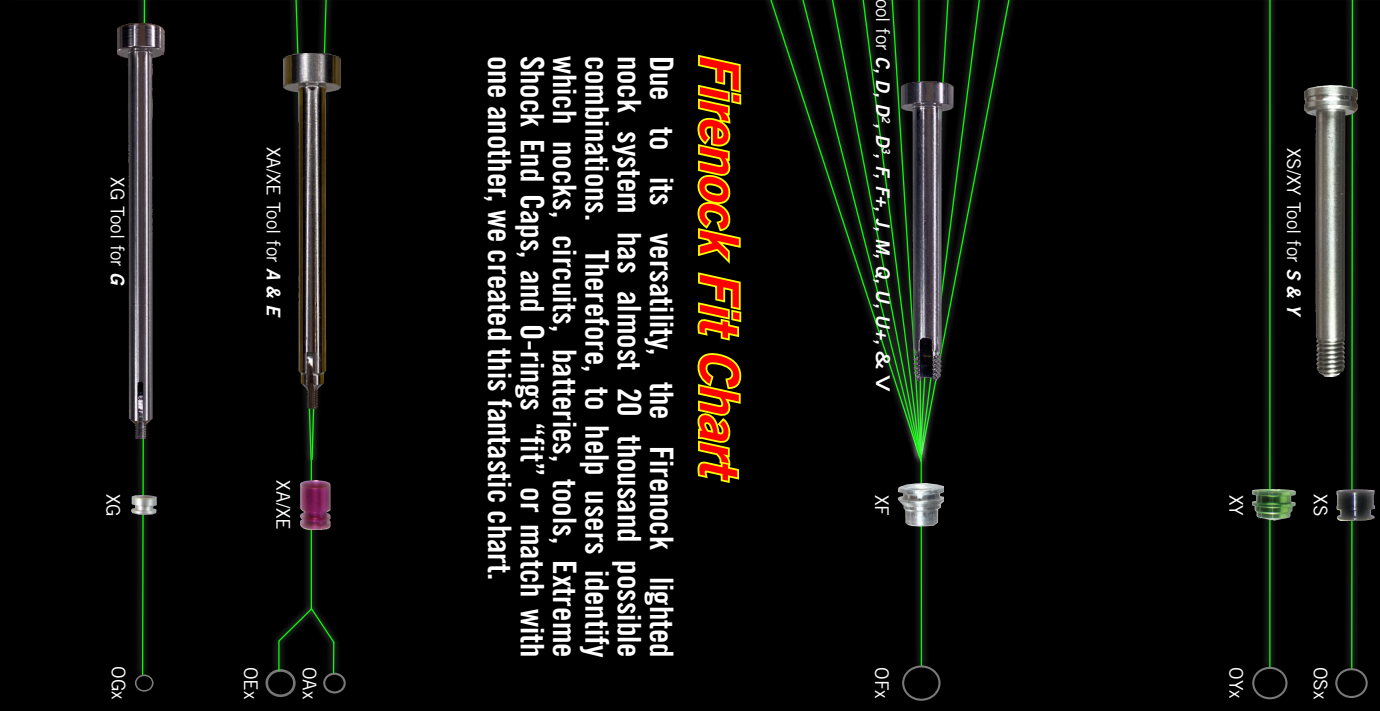 Firenock Fit Chart
Due to its versatility, the Firenock lighted
nock system has almost 20 thousand possible
combinations. Therefore, to help users identify
which nocks, circuits, batteries, tools, Extreme
Shock End Caps, and O-rings “fit” or match with
one another, we created this fantastic chart.
XS/XY Tool for S & Y
XS
OSx
XY
OYx
for C, D, D², D³, F, F+, J, M, Q, U, U+, & V
XF
OFx
XA/XE Tool for A & E
XA/XE
OAx
OEx
XG Tool for G
XG
OGx